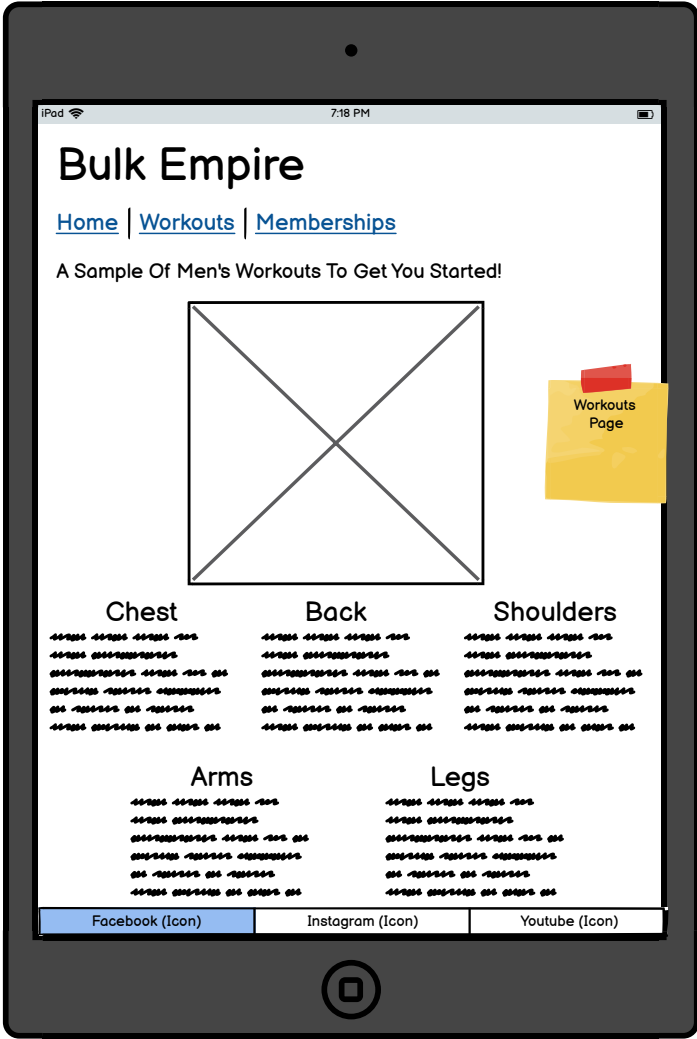 iPad 7:18 PM
Bulk Empire
Home | Workouts | Memberships
A Sample Of Men's Workouts To Get You Started!
Workouts
Page
Chest Back Shoulders
Arms Legs
Facebook (Icon) Instagram (Icon) Youtube (Icon)